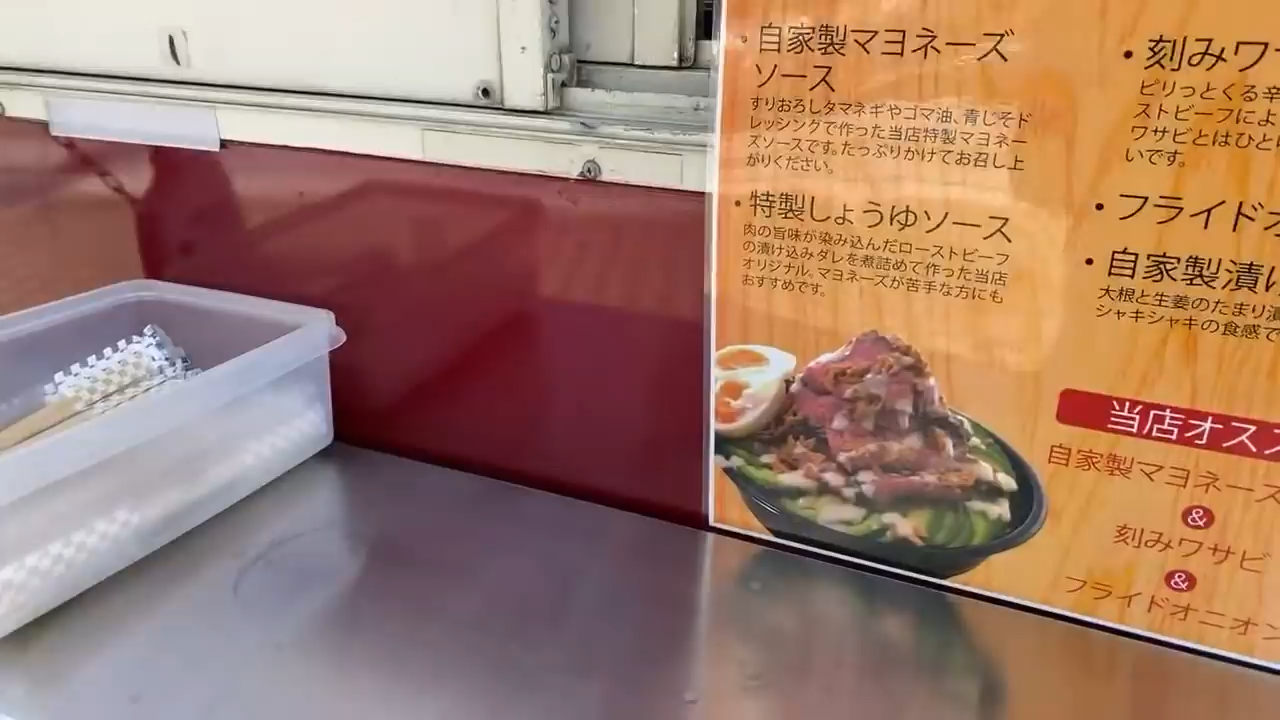 ・自家製マヨネーズ
ソース
すりおろしタマネギやゴマ油、青じそド
レッシングで作った当店特製マヨネー
ズソースです。たっぷりかけてお召し上
がりください。
・特製しょうゆソース
肉の旨味が染み込んだローストビーフ
の漬け込みダレを煮詰めて作った当店
オリジナル。マヨネーズが苦手な方にも
おすすめです。
・刻みワサ
ピリっとくる辛
ストビーフによ
ワサビとはひと
いです。
・フライドオ
・自家製漬け
大根と生姜のたまり漬
シャキシャキの食感で
当店オスス
自家製マヨネーズ
&
刻みワサビ
&
フライドオニオン